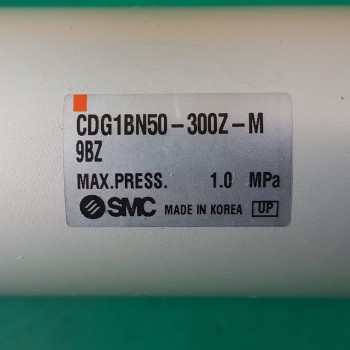 CDG1BN50-300Z-M
9BZ
MAX.PRESS. 1.0 MPa
SMC MADE IN KOREA UP